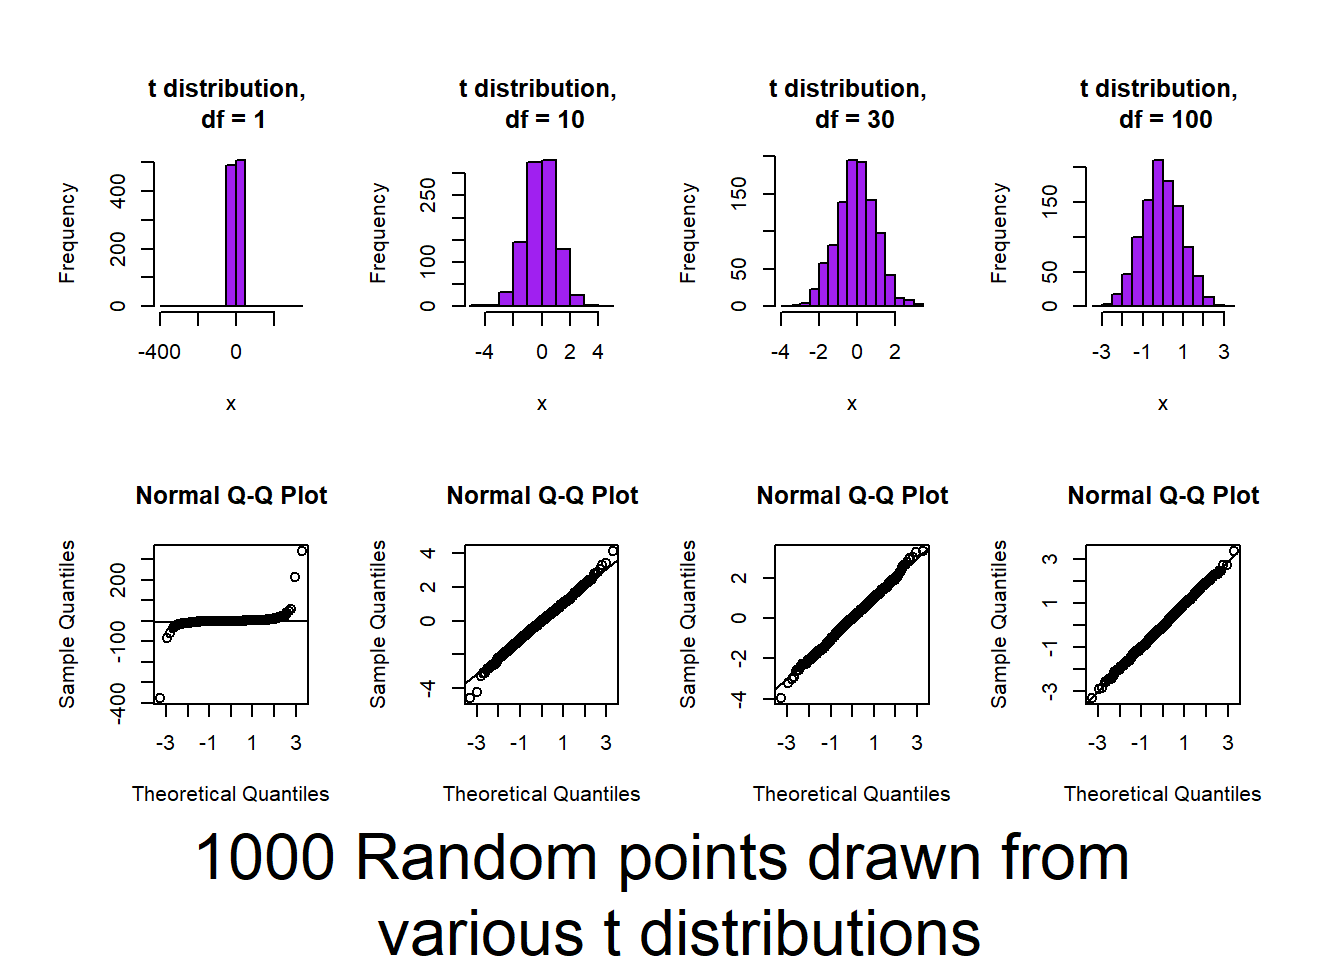 t distribution,
df = 1
t distribution,
df = 10
t distribution,
df = 30
t distribution,
df = 100
Frequency
0 200 400
-400 0
x
Frequency
0 100 250
-4 0 2 4
x
Frequency
0 50 150
-4 -2 0 2
x
Frequency
0 50 150
-3 -1 1 3
x
Normal Q-Q Plot
Normal Q-Q Plot
Normal Q-Q Plot
Normal Q-Q Plot
Sample Quantiles
-400 -100 200
-3 -1 1 3
Theoretical Quantiles
Sample Quantiles
-4 0 2 4
-3 -1 1 3
Theoretical Quantiles
Sample Quantiles
-4 -2 0 2
-3 -1 1 3
Theoretical Quantiles
Sample Quantiles
-3 -1 1 3
-3 -1 1 3
Theoretical Quantiles
1000 Random points drawn from
various t distributions